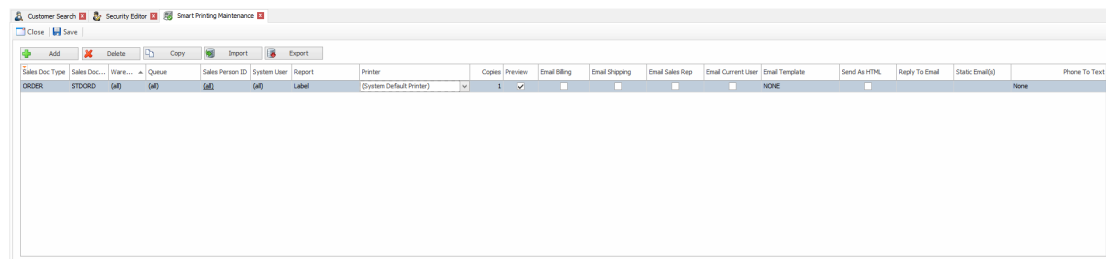 Customer Search Security Editor Smart Printing Maintenance
Close Save
Add Delete Copy Import Export
Sales Doc Type Sales Doc... Ware... Queue Sales Person ID System User Report Printer Copies Preview Email Billing Email Shipping Email Sales Rep Email Current User Email Template Send As HTML Reply To Email Static Email(s) Phone To Text
ORDER STDORD (all) (all) (all) (all) Label (System Default Printer) 1 NONE None